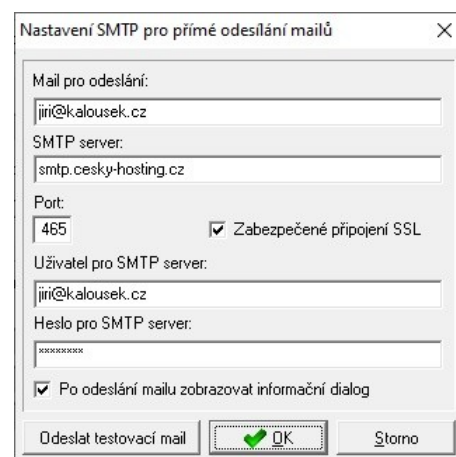 Nastavení SMTP pro přímé odesílání mailů
Mail pro odeslání:
jiri@kalousek.cz
SMTP server:
smtp.cesky-hosting.cz
Port:
465
Zabezpečené připojení SSL
Uživatel pro SMTP server:
jiri@kalousek.cz
Heslo pro SMTP server:
××××××××
Po odeslání mailu zobrazovat informační dialog
Odeslat testovací mail
OK
Storno